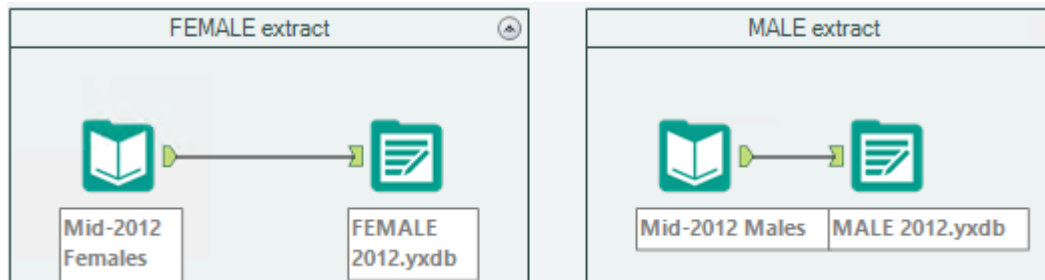 FEMALE extract
Mid-2012
Females
FEMALE
2012.yxdb
MALE extract
Mid-2012 Males
MALE 2012.yxdb